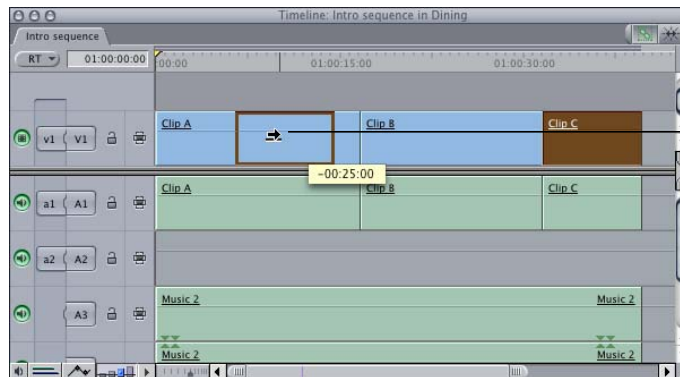 Timeline: Intro sequence in Dining
Intro sequence
RT 01:00:00:00 00:00 01:00:15:00 01:00:30:00
v1 V1 Clip A Clip B Clip C
-00:25:00
a1 A1 Clip A Clip B Clip C
a2 A2
A3 Music 2 Music 2
Music 2 Music 2